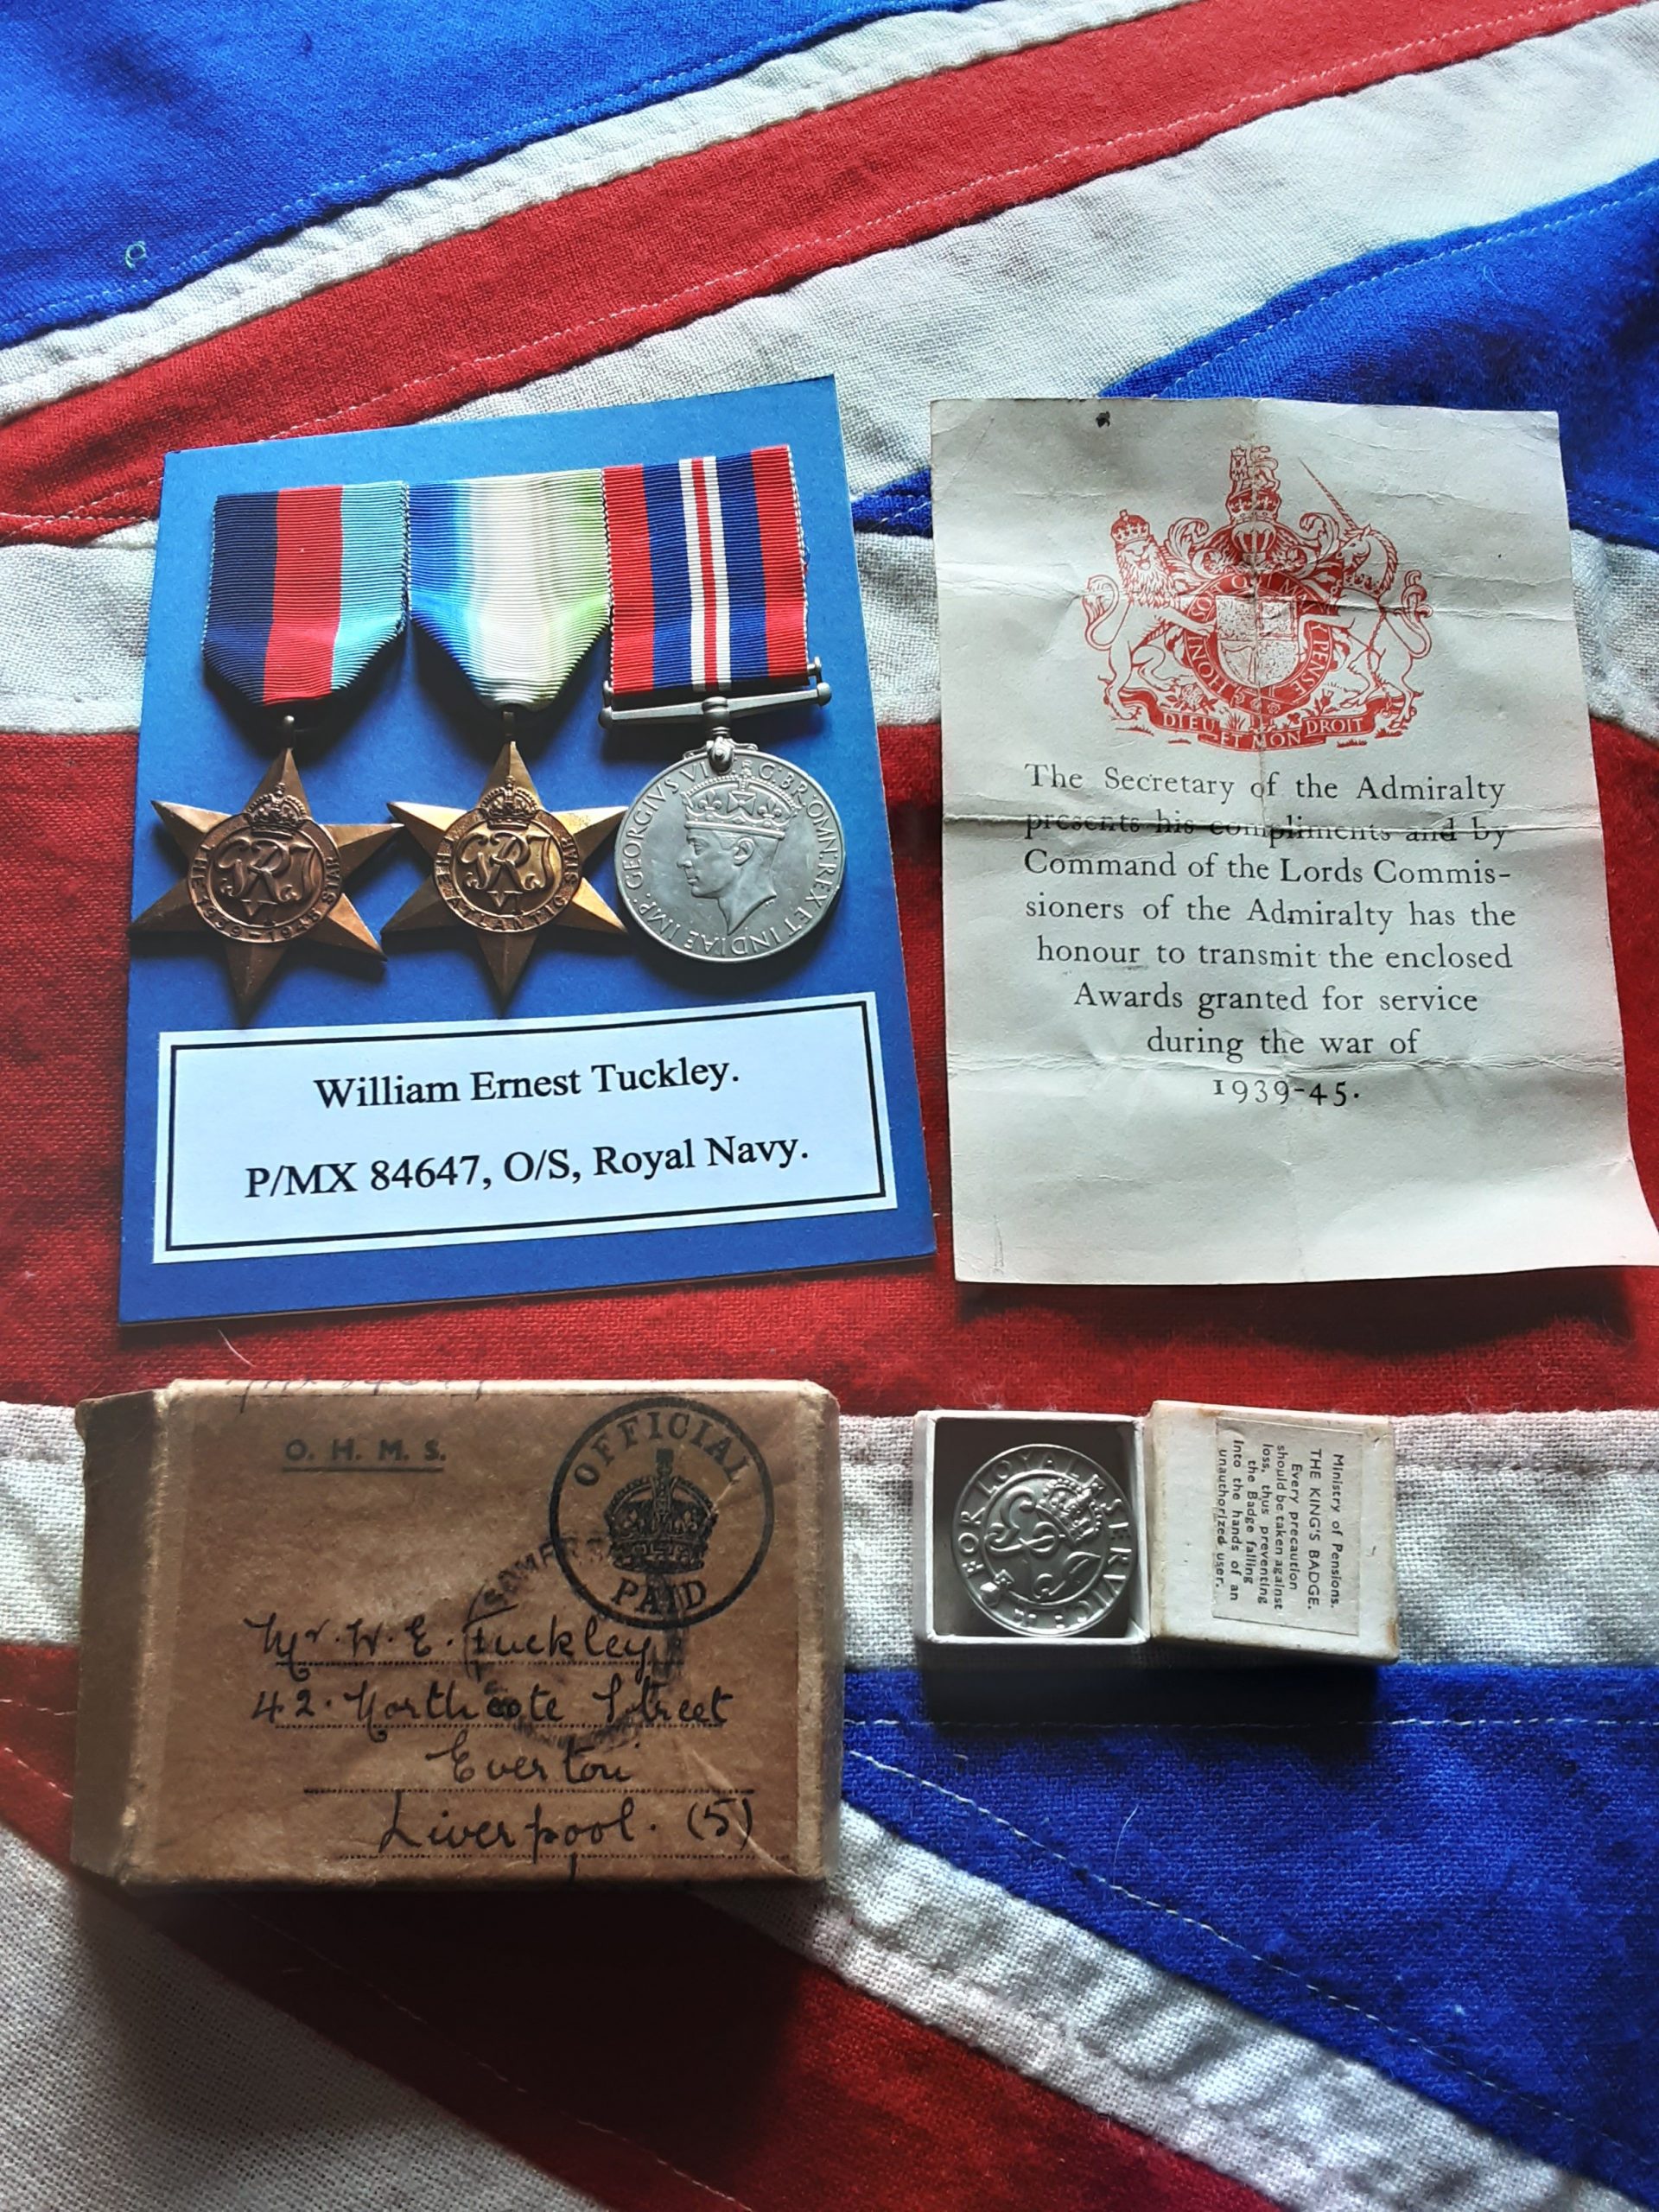 THE 1939-1945 STAR
THE ATLANTIC STAR
GEORGIVS VI D:G:BR:OMN:REX ET INDIAE IMP.
William Ernest Tuckley.
P/MX 84647, O/S, Royal Navy.
HONI SOIT QUI MAL Y PENSE
DIEU ET MON DROIT
The Secretary of the Admiralty
presents his compliments and by
Command of the Lords Commis-
sioners of the Admiralty has the
honour to transmit the enclosed
Awards granted for service
during the war of
1939-45.
O. H. M. S.
OFFICIAL
PAID
Mr. W. E. Tuckley
42. Northcote Street
Everton
Liverpool. (5)
FOR LOYAL SERVICE
Ministry of Pensions.
THE KING'S BADGE.
Every precaution
should be taken against
loss, thus preventing
the Badge falling
into the hands of an
unauthorized user.